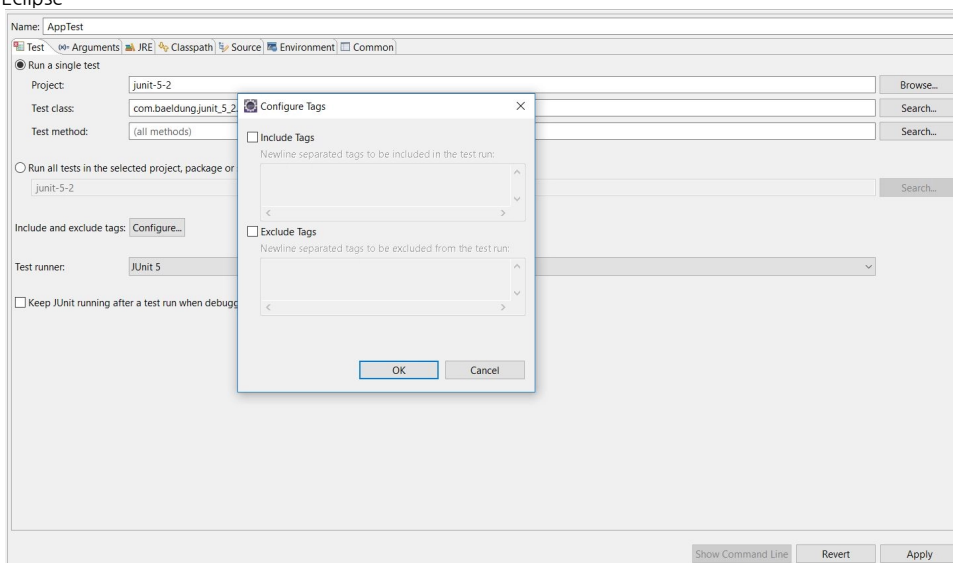 Eclipse
Name: AppTest
Test Arguments JRE Classpath Source Environment Common
Run a single test
Project: junit-5-2 Browse...
Test class: com.baeldung.junit_5_2. Search...
Test method: (all methods) Search...
Run all tests in the selected project, package or
junit-5-2 Search...
Include and exclude tags: Configure...
Test runner: JUnit 5
Keep JUnit running after a test run when debugg
Configure Tags
Include Tags
Newline separated tags to be included in the test run:
Exclude Tags
Newline separated tags to be excluded from the test run:
OK Cancel
Show Command Line Revert Apply